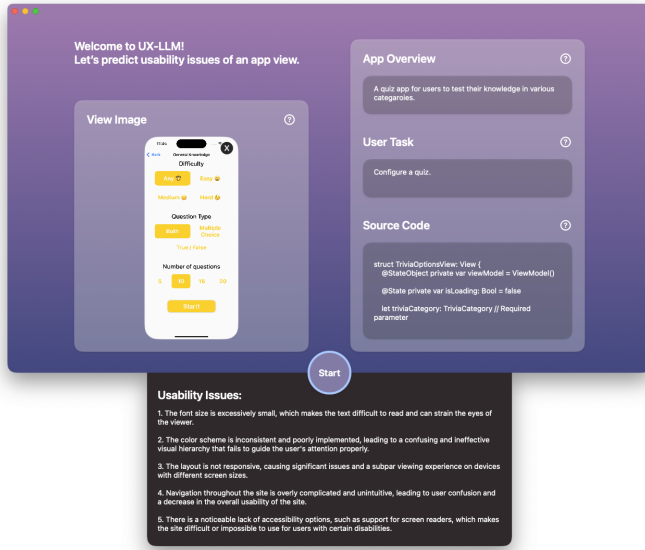 Welcome to UX-LLM!
Let's predict usability issues of an app view.
View Image
?
X
11:44
Back
General Knowledge
Difficulty
Any
Easy
Medium
Hard
Question Type
Both
Multiple
Choice
True / False
Number of questions
5
10
15
20
Start!
App Overview
?
A quiz app for users to test their knowledge in various
categaroies.
User Task
?
Configure a quiz.
Source Code
?
struct TriviaOptionsView: View {
@StateObject private var viewModel = ViewModel()
@State private var isLoading: Bool = false
let triviaCategory: TriviaCategory // Required
parameter
Start
Usability Issues:
1. The font size is excessively small, which makes the text difficult to read and can strain the eyes of
the viewer.
2. The color scheme is inconsistent and poorly implemented, leading to a confusing and ineffective
visual hierarchy that fails to guide the user's attention properly.
3. The layout is not responsive, causing significant issues and a subpar viewing experience on devices
with different screen sizes.
4. Navigation throughout the site is overly complicated and unintuitive, leading to user confusion and
a decrease in the overall usability of the site.
5. There is a noticeable lack of accessibility options, such as support for screen readers, which makes
the site difficult or impossible to use for users with certain disabilities.